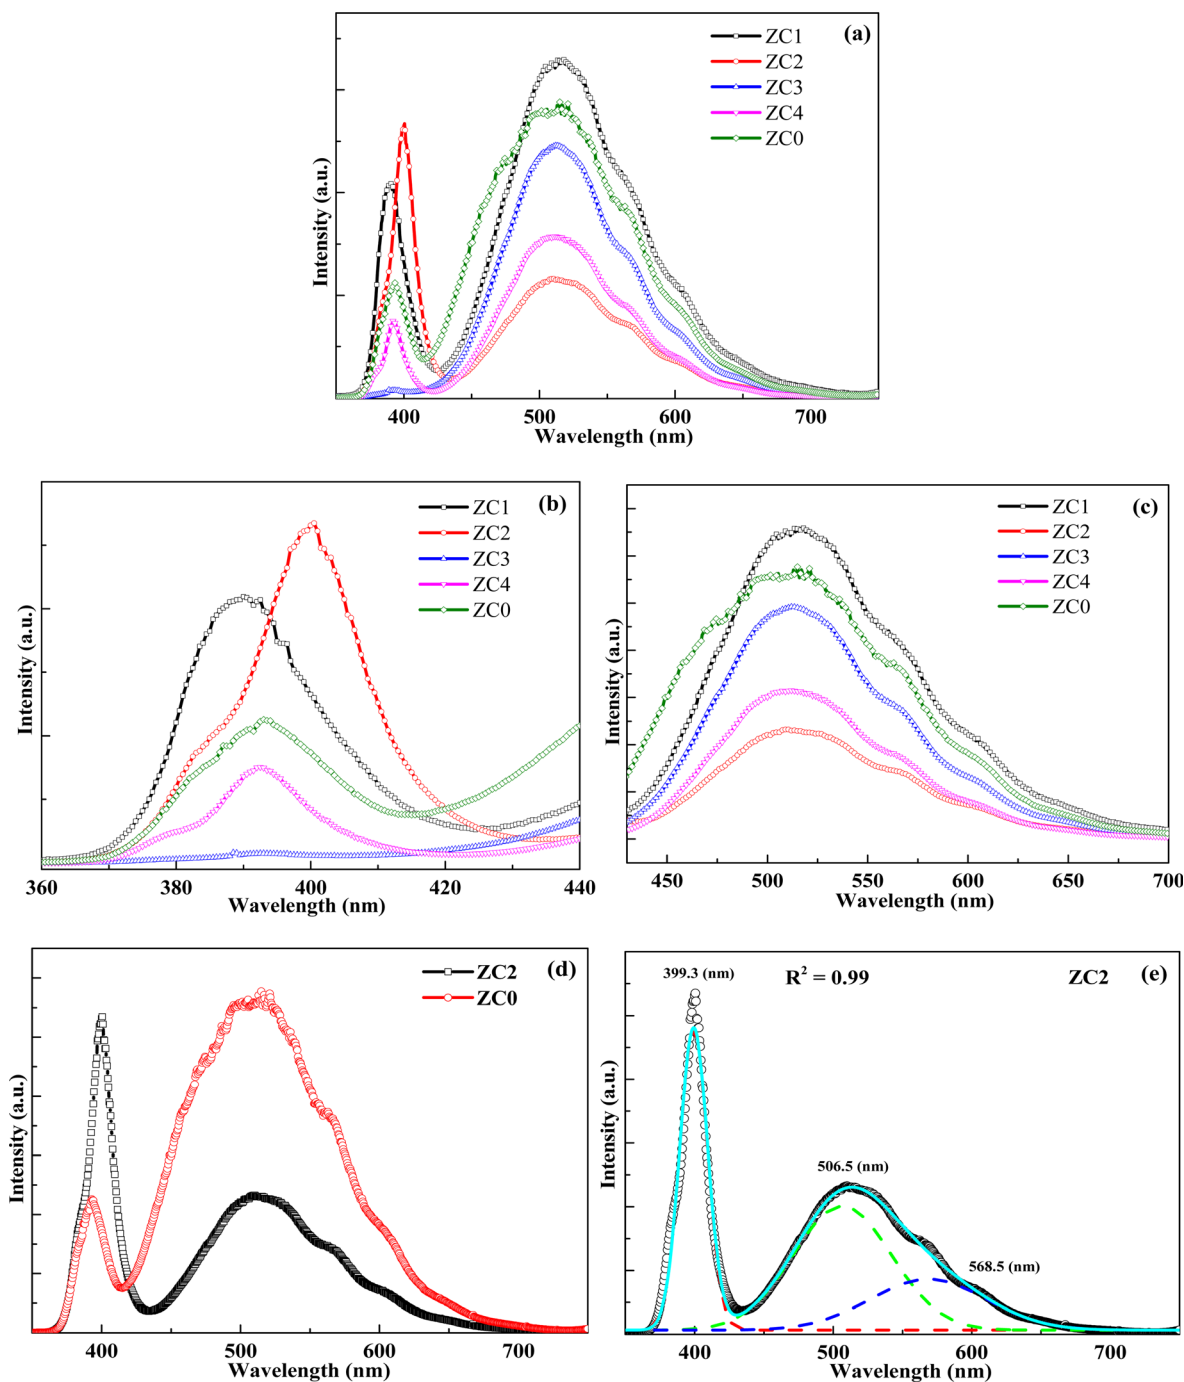 (a)
ZC1
ZC2
ZC3
ZC4
ZC0
Intensity (a.u.)
400 500 600 700
Wavelength (nm)
(b)
ZC1
ZC2
ZC3
ZC4
ZC0
Intensity (a.u.)
360 380 400 420 440
Wavelength (nm)
(c)
ZC1
ZC2
ZC3
ZC4
ZC0
Intensity (a.u.)
450 500 550 600 650 700
Wavelength (nm)
(d)
ZC2
ZC0
Intensity (a.u.)
400 500 600 700
Wavelength (nm)
399.3 (nm) R² = 0.99 ZC2 (e)
506.5 (nm)
568.5 (nm)
Intensity (a.u.)
400 500 600 700
Wavelength (nm)